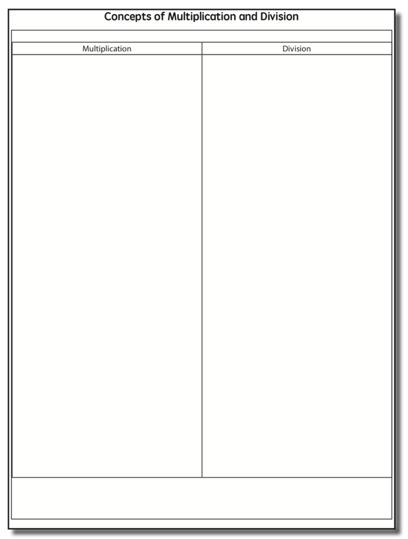 Concepts of Multiplication and Division
Multiplication
Division